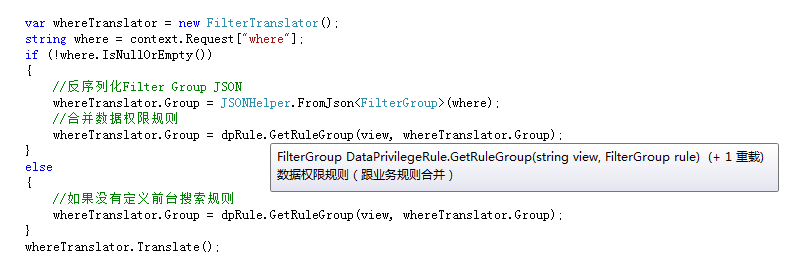 var whereTranslator = new FilterTranslator();
string where = context.Request["where"];
if (!where.IsNullOrEmpty())
{
//反序列化Filter Group JSON
whereTranslator.Group = JSONHelper.FromJson<FilterGroup>(where);
//合并数据权限规则
whereTranslator.Group = dpRule.GetRuleGroup(view, whereTranslator.Group);
}
FilterGroup DataPrivilegeRule.GetRuleGroup(string view, FilterGroup rule) (+ 1 重载)
数据权限规则（跟业务规则合并）
else
{
//如果没有定义前台搜索规则
whereTranslator.Group = dpRule.GetRuleGroup(view, whereTranslator.Group);
}
whereTranslator.Translate();